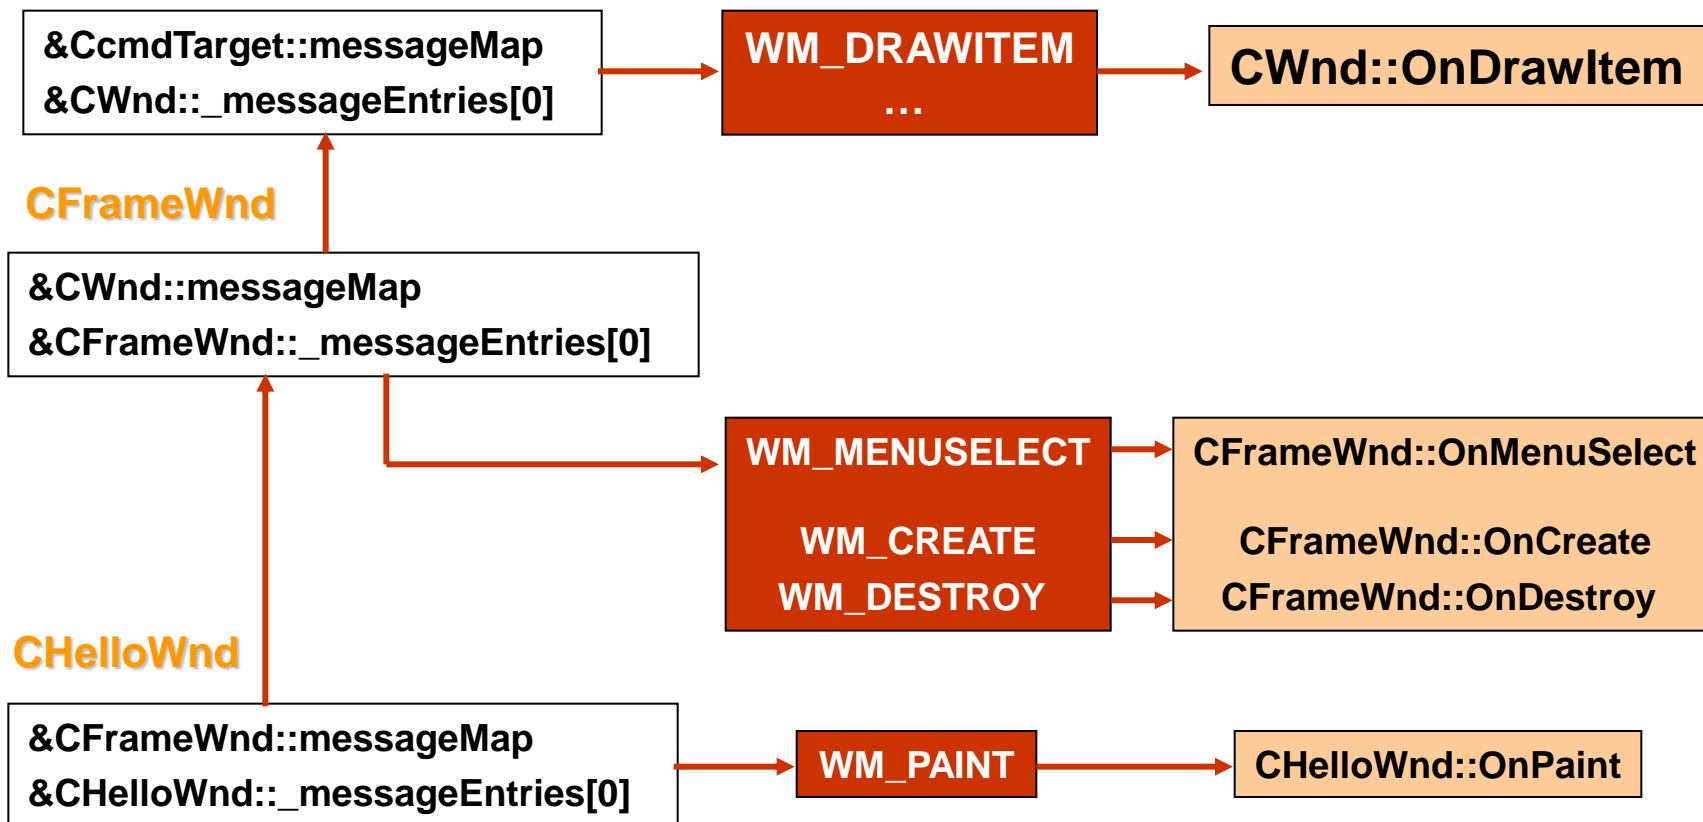 &CcmdTarget::messageMap
&CWnd::_messageEntries[0]
WM_DRAWITEM
...
CWnd::OnDrawItem
CFrameWnd
&CWnd::messageMap
&CFrameWnd::_messageEntries[0]
WM_MENUSELECT
CFrameWnd::OnMenuSelect
WM_CREATE
CFrameWnd::OnCreate
WM_DESTROY
CFrameWnd::OnDestroy
CHelloWnd
&CFrameWnd::messageMap
&CHelloWnd::_messageEntries[0]
WM_PAINT
CHelloWnd::OnPaint